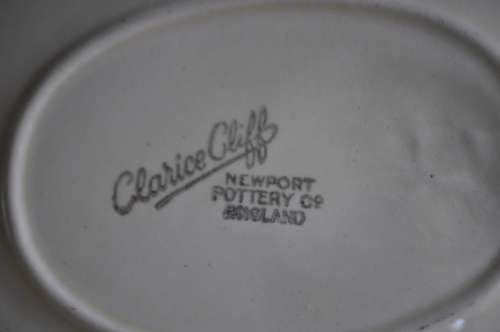 Clarice Cliff
NEWPORT
POTTERY CO
ENGLAND